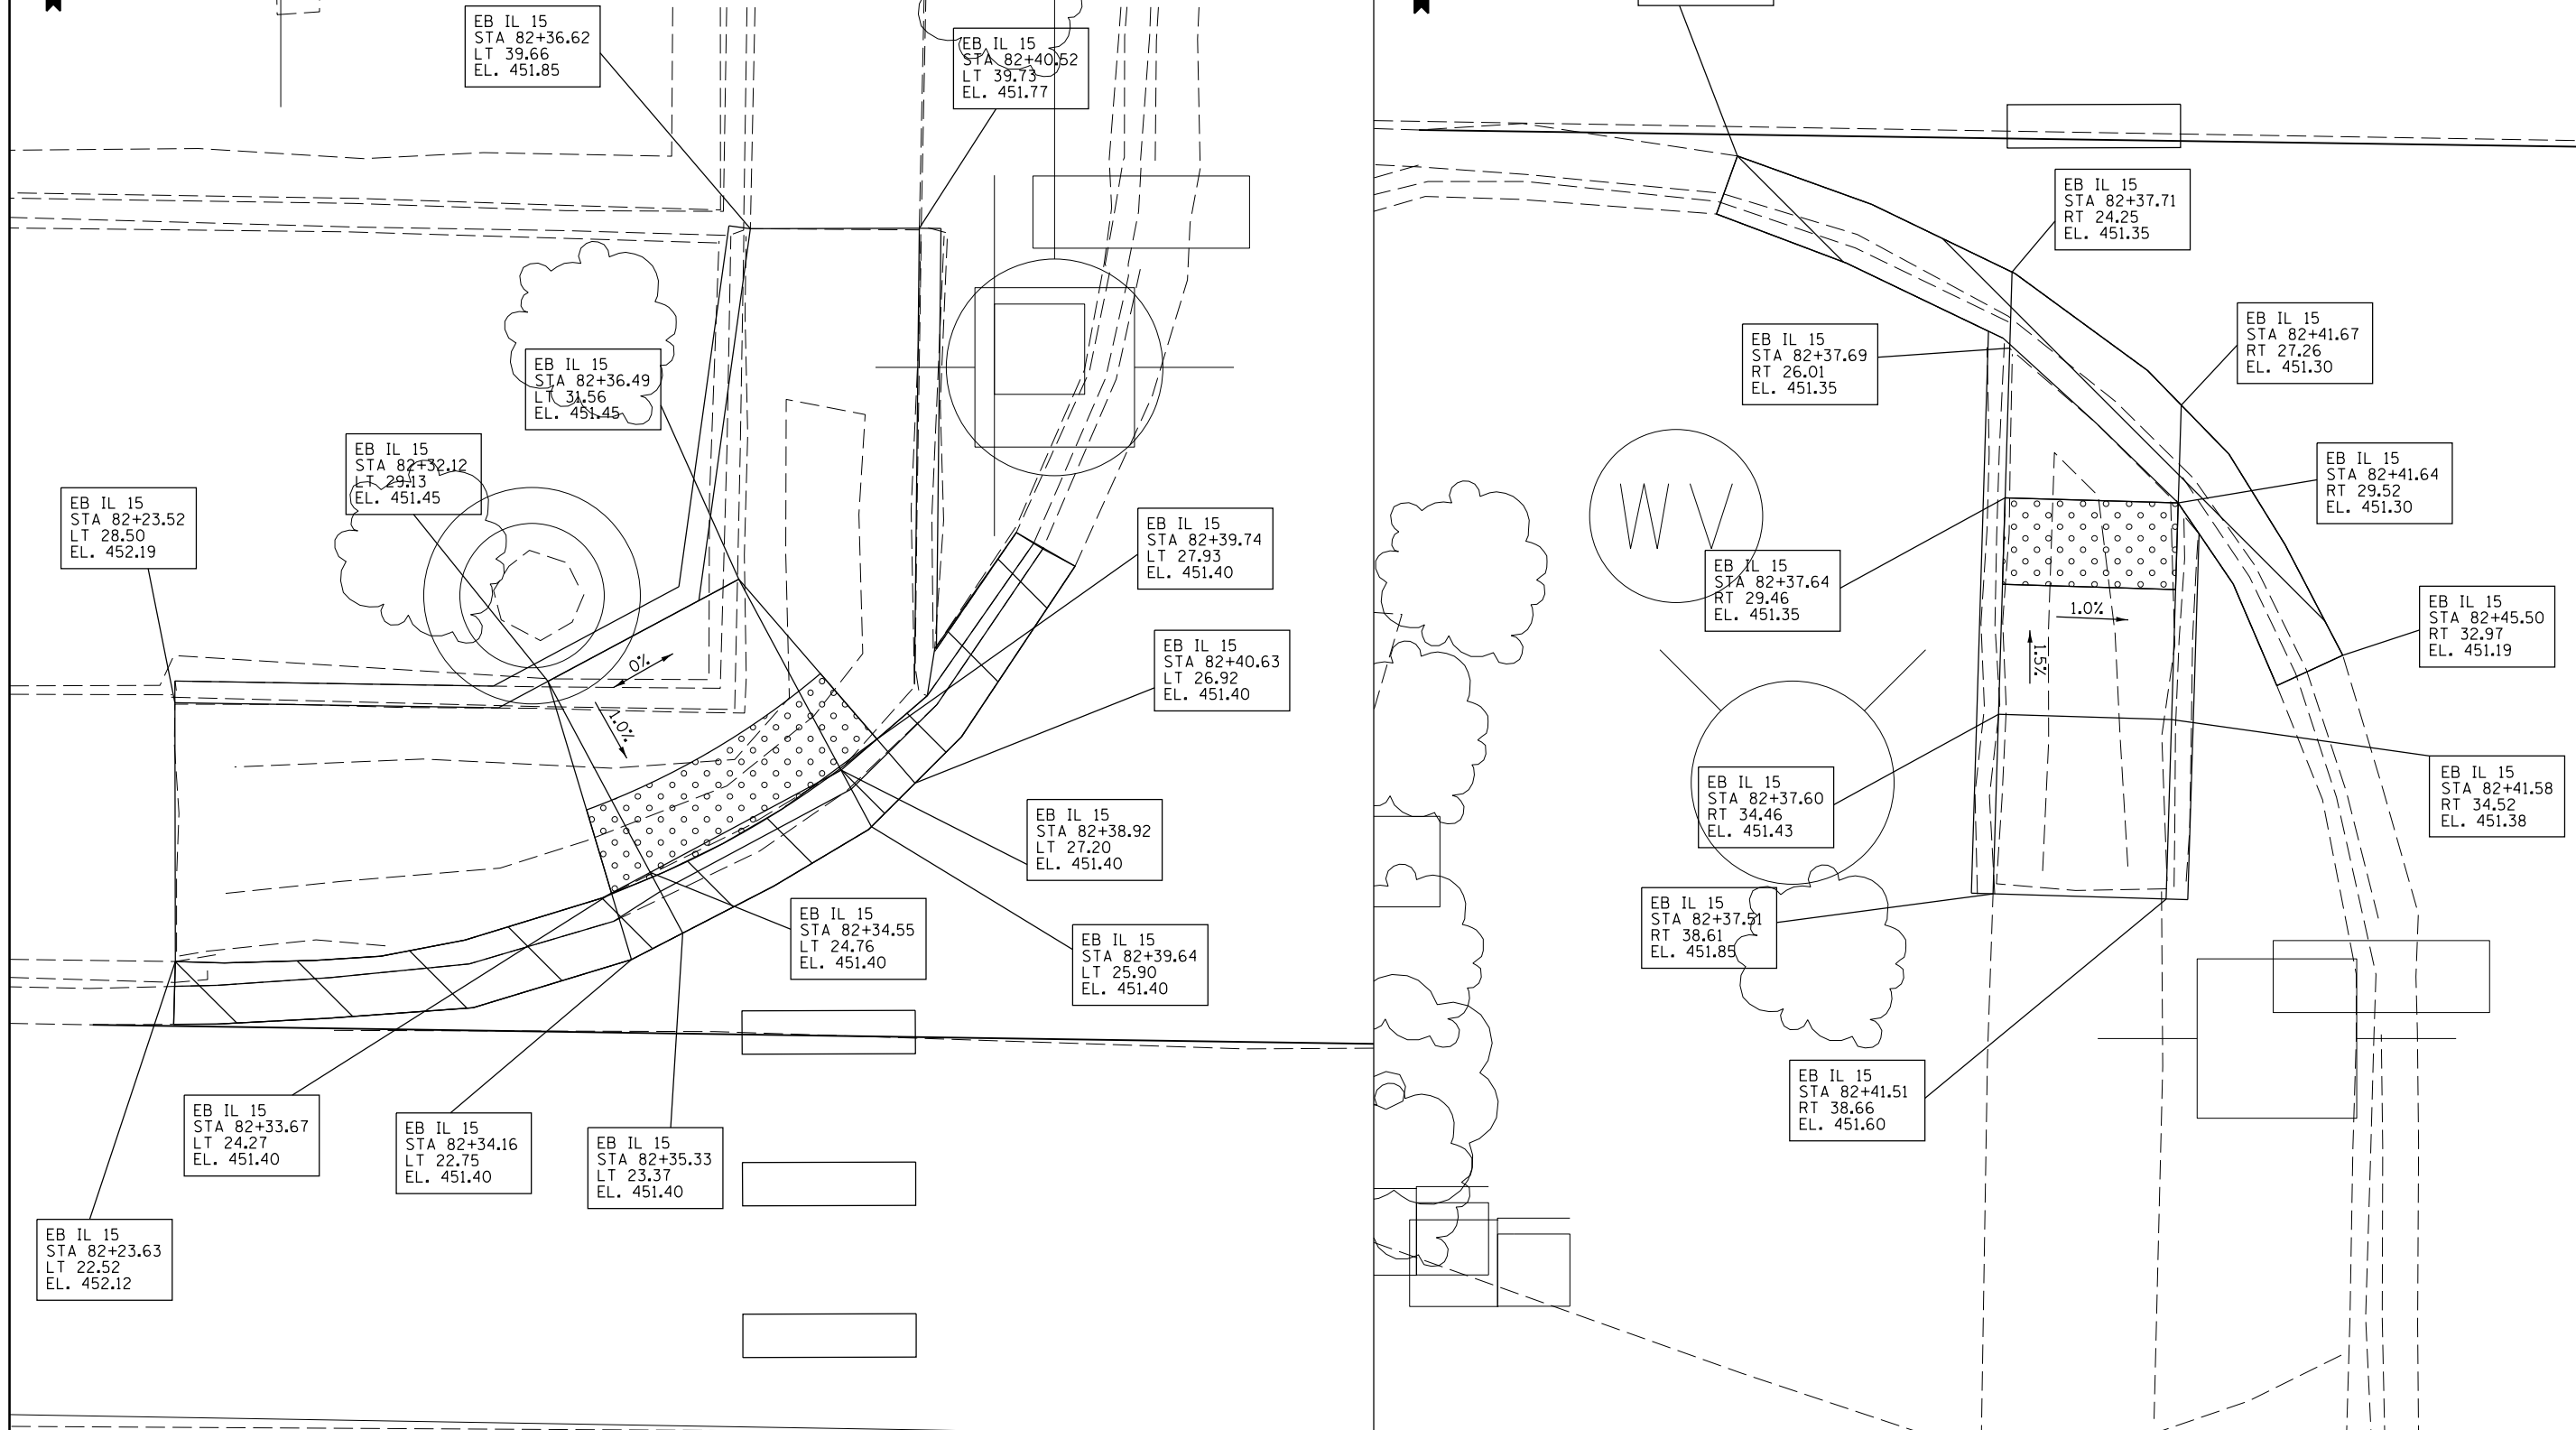 EB IL 15
STA 82+36.62
LT 39.66
EL. 451.85
EB IL 15
STA 82+40.52
LT 39.73
EL. 451.77
EB IL 15
STA 82+36.49
LT 31.56
EL. 451.45
EB IL 15
STA 82+32.12
LT 29.13
EL. 451.45
EB IL 15
STA 82+23.52
LT 28.50
EL. 452.19
EB IL 15
STA 82+39.74
LT 27.93
EL. 451.40
EB IL 15
STA 82+40.63
LT 26.92
EL. 451.40
0%
1.0%
EB IL 15
STA 82+38.92
LT 27.20
EL. 451.40
EB IL 15
STA 82+34.55
LT 24.76
EL. 451.40
EB IL 15
STA 82+39.64
LT 25.90
EL. 451.40
EB IL 15
STA 82+33.67
LT 24.27
EL. 451.40
EB IL 15
STA 82+34.16
LT 22.75
EL. 451.40
EB IL 15
STA 82+35.33
LT 23.37
EL. 451.40
EB IL 15
STA 82+23.63
LT 22.52
EL. 452.12
EB IL 15
STA 82+37.71
RT 24.25
EL. 451.35
EB IL 15
STA 82+41.67
RT 27.26
EL. 451.30
EB IL 15
STA 82+37.69
RT 26.01
EL. 451.35
EB IL 15
STA 82+41.64
RT 29.52
EL. 451.30
WV
EB IL 15
STA 82+37.64
RT 29.46
EL. 451.35
1.0%
1.5%
EB IL 15
STA 82+45.50
RT 32.97
EL. 451.19
EB IL 15
STA 82+37.60
RT 34.46
EL. 451.43
EB IL 15
STA 82+41.58
RT 34.52
EL. 451.38
EB IL 15
STA 82+37.51
RT 38.61
EL. 451.85
EB IL 15
STA 82+41.51
RT 38.66
EL. 451.60